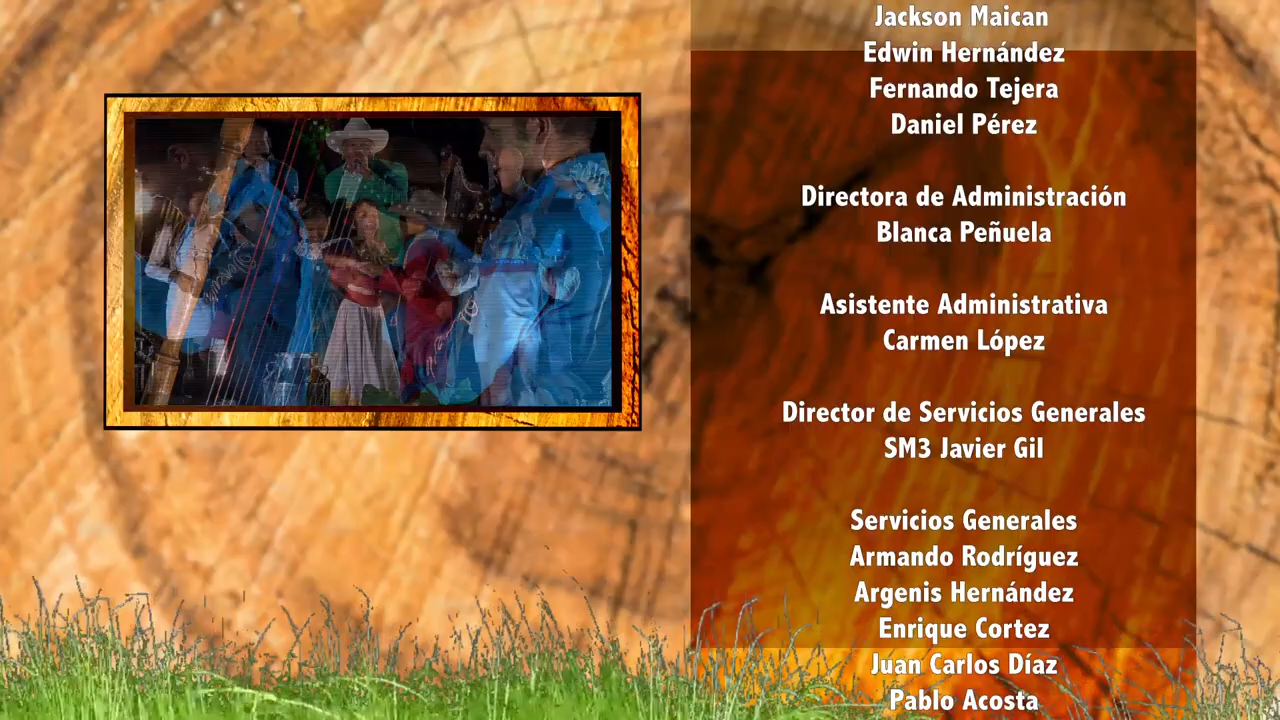 Jackson Maican
Edwin Hernández
Fernando Tejera
Daniel Pérez
Directora de Administración
Blanca Peñuela
Asistente Administrativa
Carmen López
Director de Servicios Generales
SM3 Javier Gil
Servicios Generales
Armando Rodríguez
Argenis Hernández
Enrique Cortez
Juan Carlos Díaz
Pablo Acosta